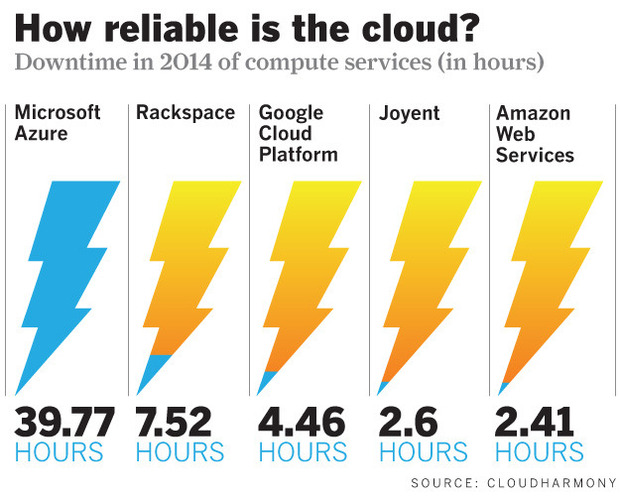 How reliable is the cloud?
Downtime in 2014 of compute services (in hours)
Microsoft
Azure
Rackspace
Google
Cloud
Platform
Joyent
Amazon
Web
Services
39.77
HOURS
7.52
HOURS
4.46
HOURS
2.6
HOURS
2.41
HOURS
SOURCE: CLOUDHARMONY